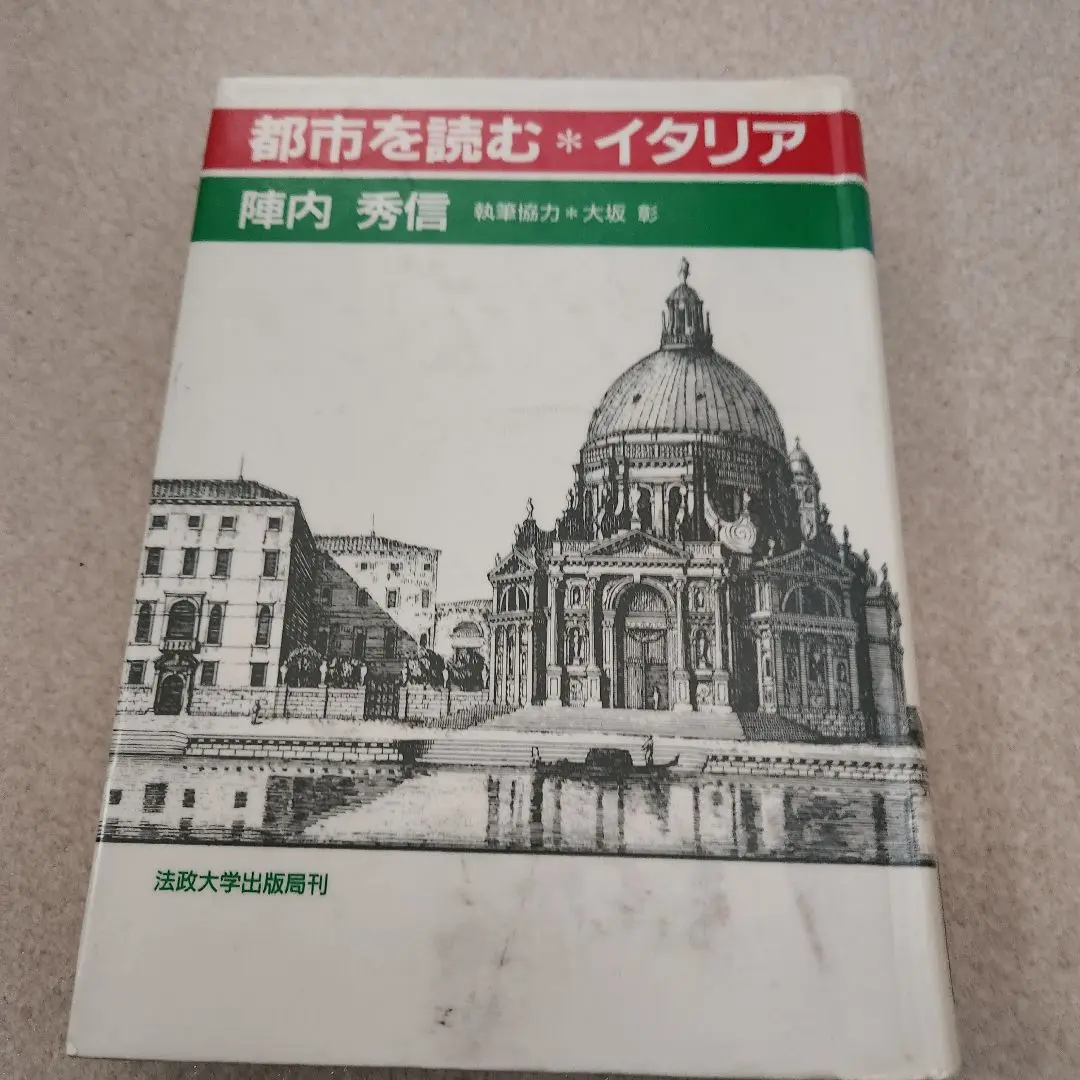 都市を読む*イタリア
陣内 秀信 執筆協力*大坂 彰
法政大学出版局刊